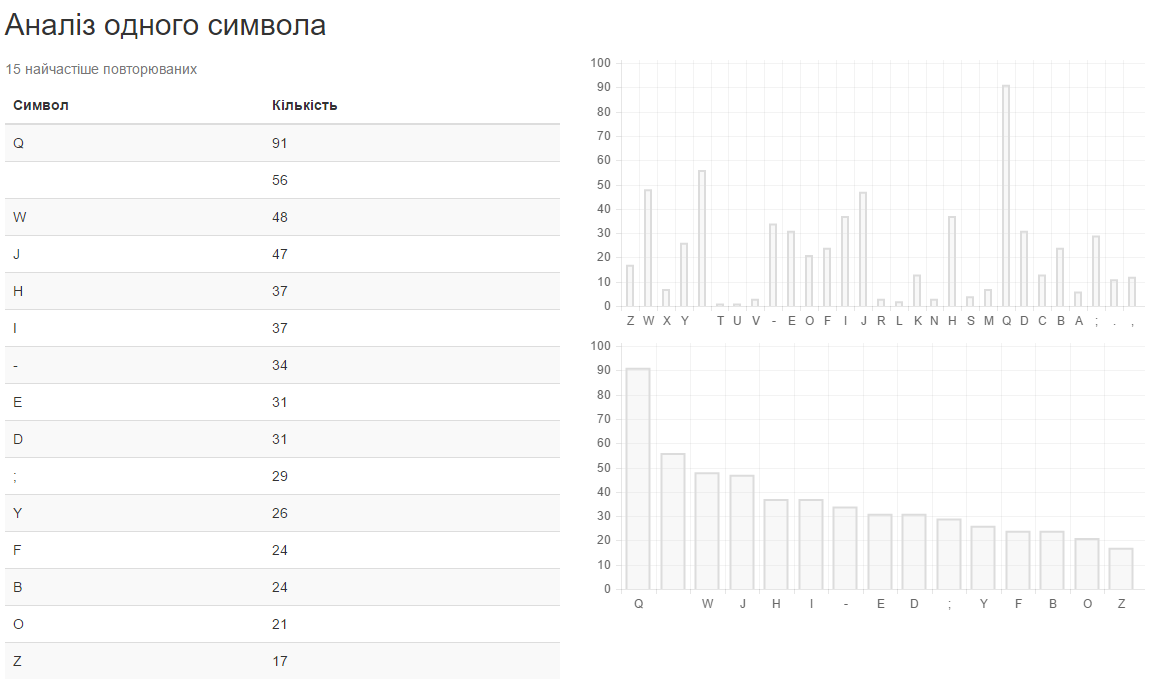 Аналіз одного символа
15 найчастіше повторюваних
Символ Кількість
Q 91
56
W 48
J 47
H 37
I 37
- 34
E 31
D 31
; 29
Y 26
F 24
B 24
O 21
Z 17
100
90
80
70
60
50
40
30
20
10
0
Z W X Y T U V - E O F I J R L K N H S M Q D C B A ; . ,
100
90
80
70
60
50
40
30
20
10
0
Q W J H I - E D ; Y F B O Z